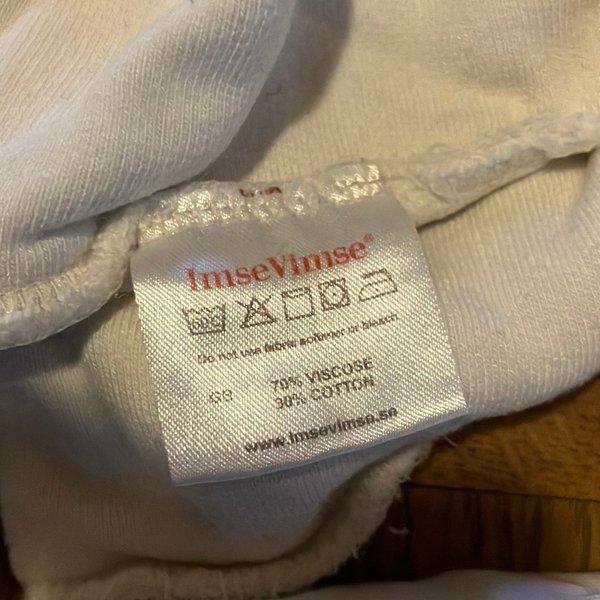 ImseVimse®
Do not use fabric softener or bleach
GB 70% VISCOSE
30% COTTON
www.imsevimse.se